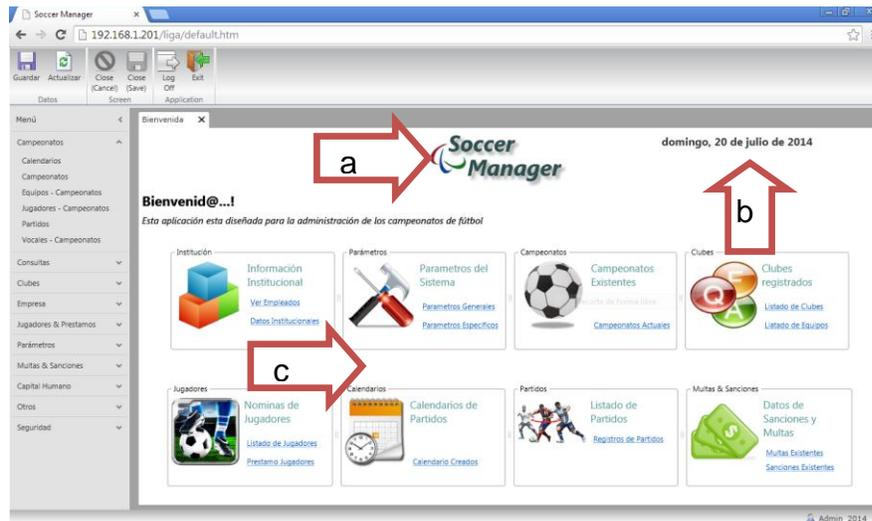 Soccer Manager
192.168.1.201/liga/default.htm
Guardar Actualizar Close (Cancel) Close (Save) Log Off Exit
Datos Screen Application
Menú
Bienvenida X
Campeonatos
Calendarios
Campeonatos
Equipos - Campeonatos
Jugadores - Campeonatos
Partidos
Vocales - Campeonatos
Consultas
Clubes
Empresa
Jugadores & Prestamos
Parámetros
Multas & Sanciones
Capital Humano
Otros
Seguridad
a
Soccer
Manager
domingo, 20 de julio de 2014
b
Bienvenid@...!
Esta aplicación esta diseñada para la administración de los campeonatos de fútbol
Institución
Información
Institucional
Ver Empleados
Datos Institucionales
Parámetros
Parametros del
Sistema
Parametros Generales
Parametros Especificos
Campeonatos
Campeonatos
Existentes
Campeonatos Actuales
Clubes
Q F A
Clubes
registrados
Listado de Clubes
Listado de Equipos
c
Jugadores
Nominas de
Jugadores
Listado de Jugadores
Prestamo Jugadores
Calendarios
Calendarios de
Partidos
Calendario Creados
Partidos
Listado de
Partidos
Registros de Partidos
Multas & Sanciones
Datos de
Sanciones y
Multas
Multas Existentes
Sanciones Existentes
Admin_2014